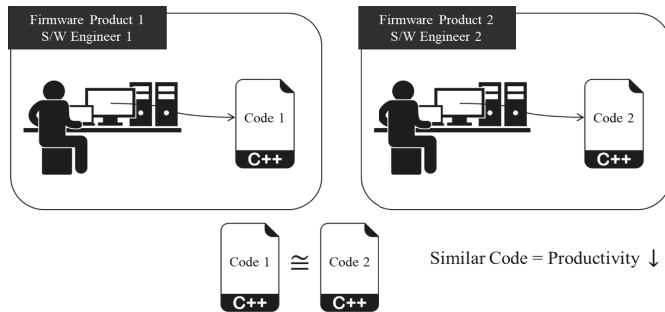 Firmware Product 1
S/W Engineer 1
Firmware Product 2
S/W Engineer 2
Code 1
C++
Code 2
C++
Code 1
C++
≅
Code 2
C++
Similar Code = Productivity ↓